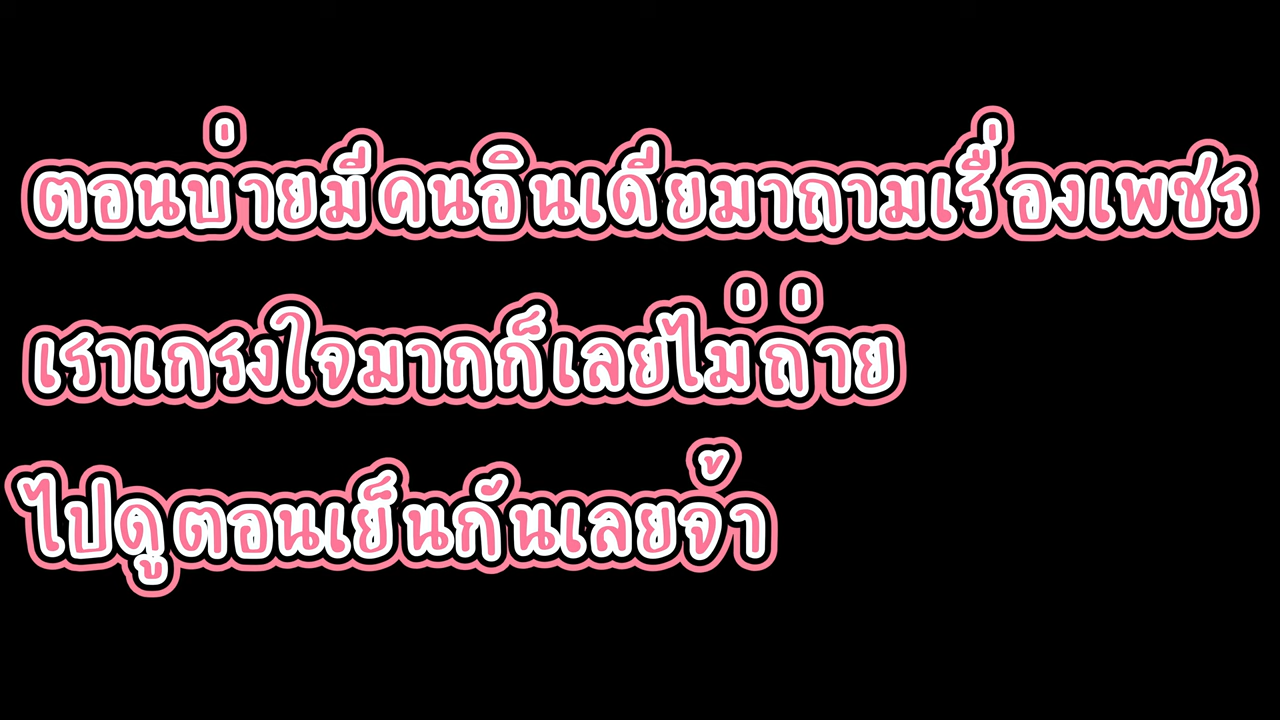 ตอนบ่ายมีคนอินเดียมาถามเรื่องเพชร
เราเกรงใจมากก็เลยไม่ถ่าย
ไปดูตอนเย็นกันเลยจ้า